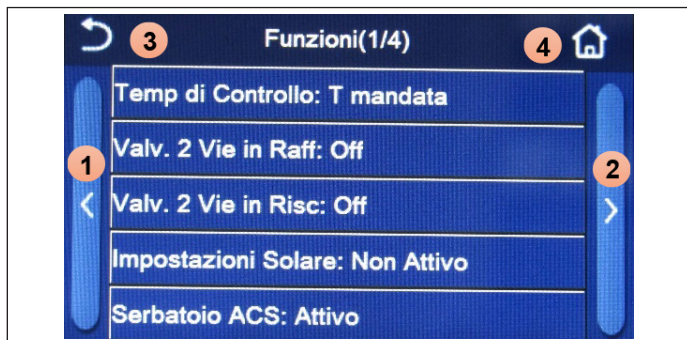 3 Funzioni(1/4) 4
Temp di Controllo: T mandata
1 Valv. 2 Vie in Raff: Off 2
Valv. 2 Vie in Risc: Off
Impostazioni Solare: Non Attivo
Serbatoio ACS: Attivo